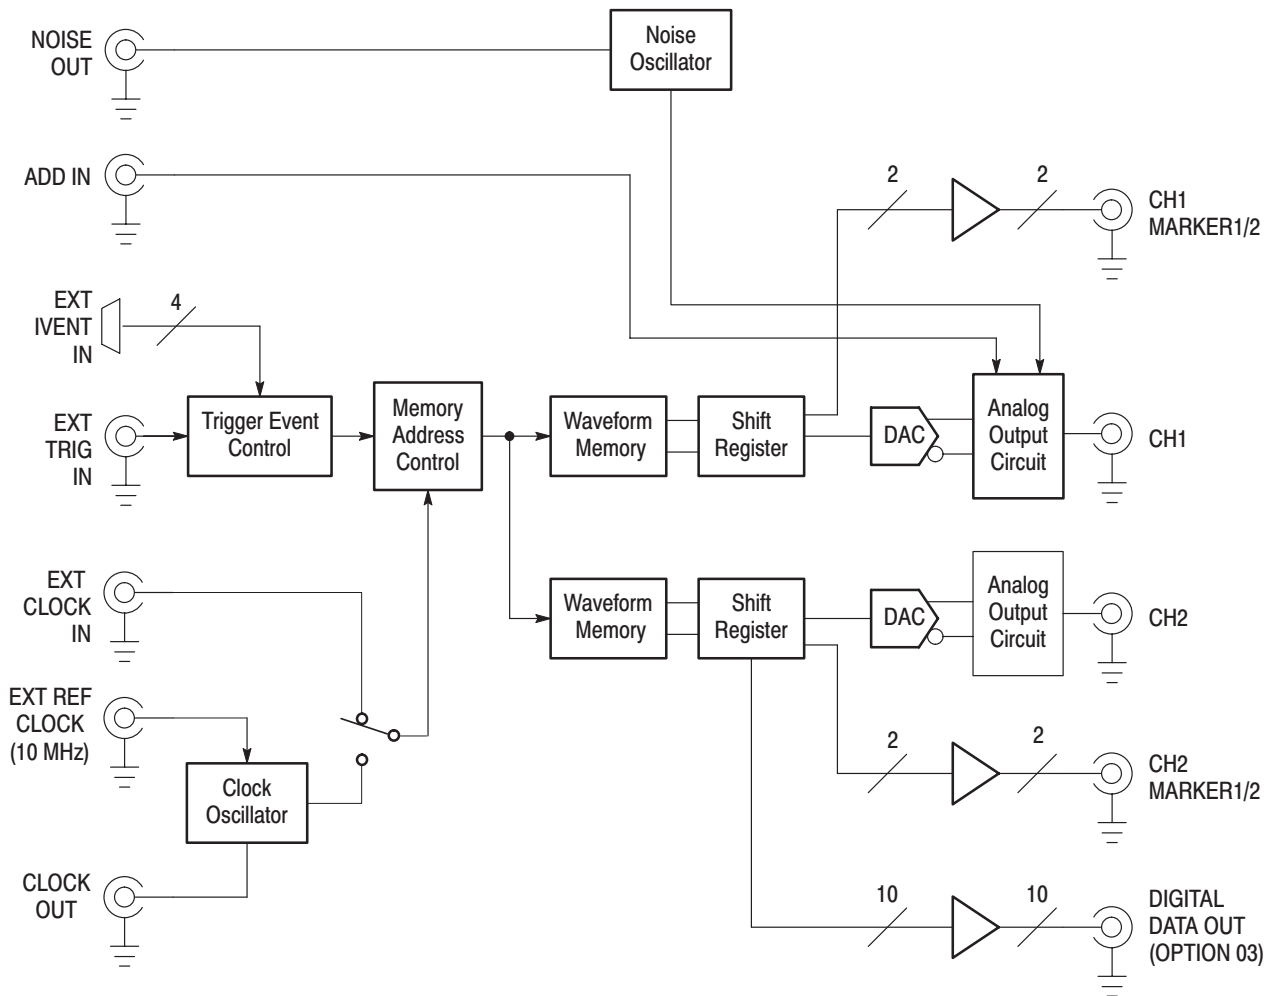 NOISE
OUT
Noise
Oscillator
ADD IN
2
2
CH1
MARKER1/2
EXT
IVENT
IN
4
EXT
TRIG
IN
Trigger Event
Control
Memory
Address
Control
Waveform
Memory
Shift
Register
DAC
Analog
Output
Circuit
CH1
EXT
CLOCK
IN
Waveform
Memory
Shift
Register
DAC
Analog
Output
Circuit
CH2
EXT REF
CLOCK
(10 MHz)
Clock
Oscillator
2
2
CH2
MARKER1/2
CLOCK
OUT
10
10
DIGITAL
DATA OUT
(OPTION 03)